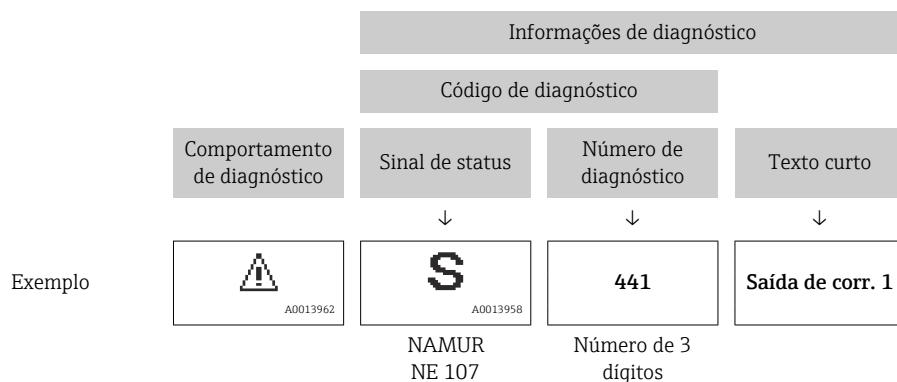 Informações de diagnóstico
Código de diagnóstico
Comportamento
de diagnóstico
Sinal de status
Número de
diagnóstico
Texto curto
↓ ↓ ↓
Exemplo
A0013962
S
A0013958
441
Saída de corr. 1
NAMUR
NE 107
Número de 3
dígitos